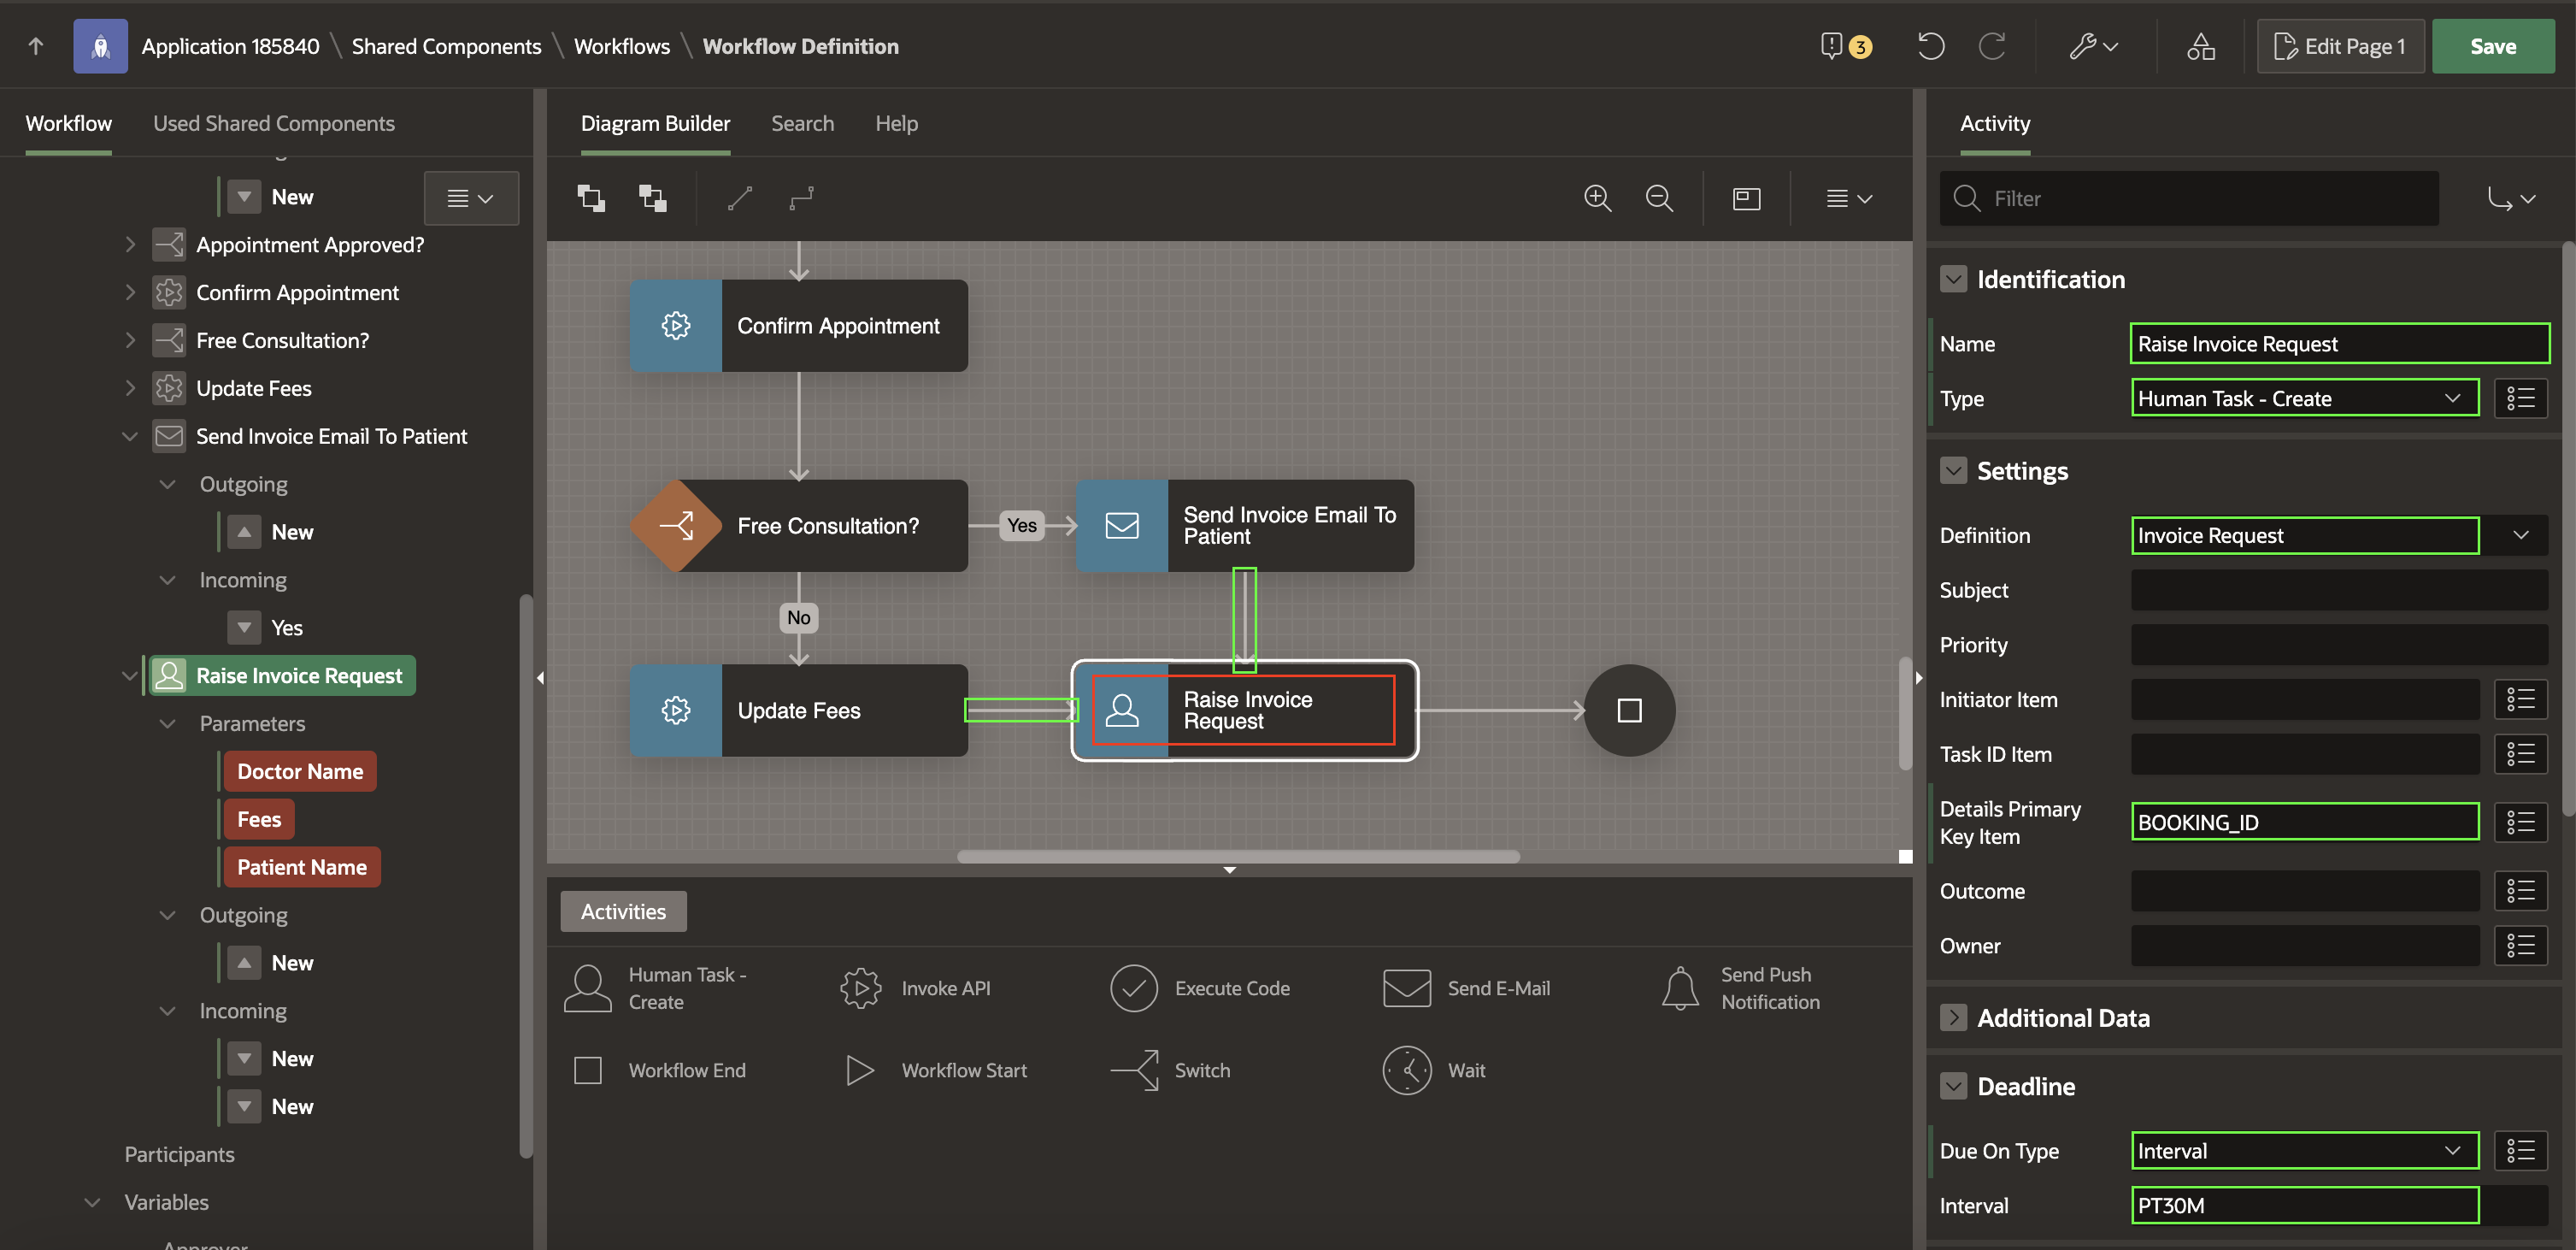 Application 185840 \ Shared Components \ Workflows \ Workflow Definition
3
Edit Page 1
Save
Workflow
Used Shared Components
New
Appointment Approved?
Confirm Appointment
Free Consultation?
Update Fees
Send Invoice Email To Patient
Outgoing
New
Incoming
Yes
Raise Invoice Request
Parameters
Doctor Name
Fees
Patient Name
Outgoing
New
Incoming
New
New
Participants
Variables
Approver
Diagram Builder
Search
Help
Confirm Appointment
Free Consultation?
Yes
Send Invoice Email To
Patient
No
Update Fees
Raise Invoice
Request
Activities
Human Task -
Create
Invoke API
Execute Code
Send E-Mail
Send Push
Notification
Workflow End
Workflow Start
Switch
Wait
Activity
Filter
Identification
Name
Raise Invoice Request
Type
Human Task - Create
Settings
Definition
Invoice Request
Subject
Priority
Initiator Item
Task ID Item
Details Primary
Key Item
BOOKING_ID
Outcome
Owner
Additional Data
Deadline
Due On Type
Interval
Interval
PT30M